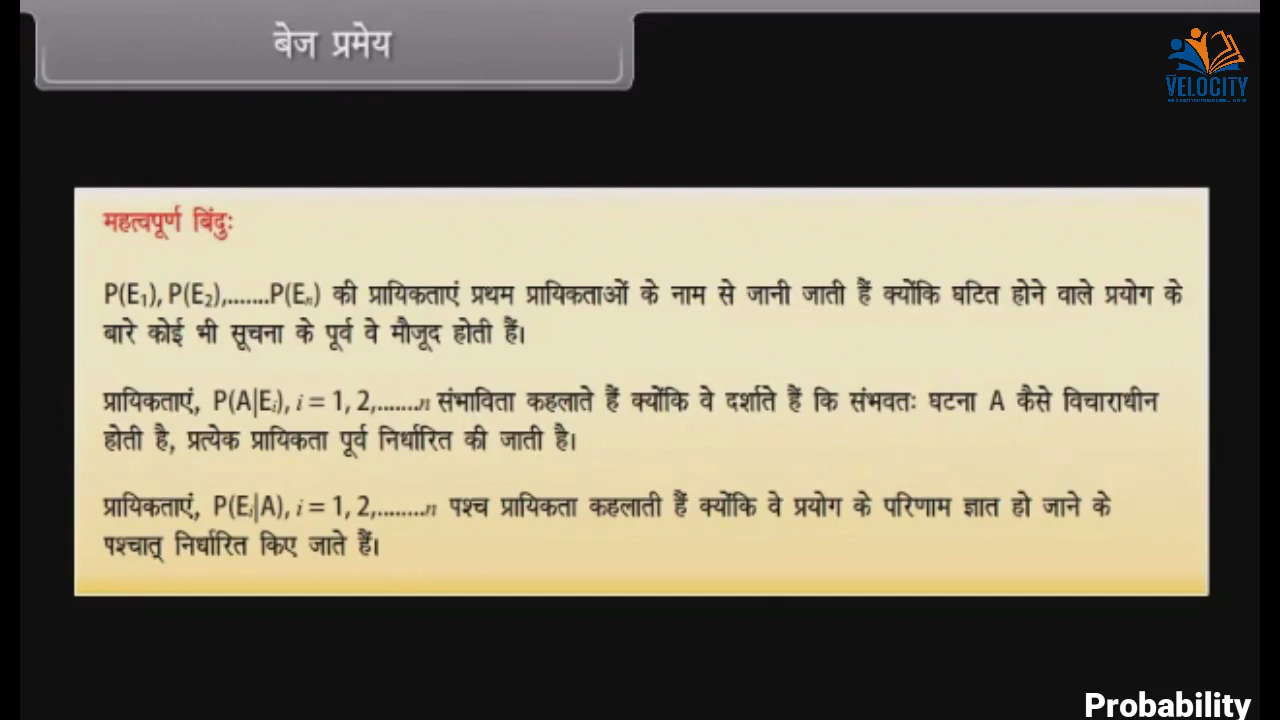 बेज प्रमेय
VELOCITY
महत्वपूर्ण बिंदुः
P(E₁), P(E₂),.......P(Eₙ) की प्रायिकताएं प्रथम प्रायिकताओं के नाम से जानी जाती हैं क्योंकि घटित होने वाले प्रयोग के
बारे कोई भी सूचना के पूर्व वे मौजूद होती हैं।
प्रायिकताएं, P(A|Eᵢ), i = 1, 2,.......n संभाविता कहलाते हैं क्योंकि वे दर्शाते हैं कि संभवतः घटना A कैसे विचाराधीन
होती है, प्रत्येक प्रायिकता पूर्व निर्धारित की जाती है।
प्रायिकताएं, P(Eᵢ|A), i = 1, 2,........n पश्च प्रायिकता कहलाती हैं क्योंकि वे प्रयोग के परिणाम ज्ञात हो जाने के
पश्चात् निर्धारित किए जाते हैं।
Probability